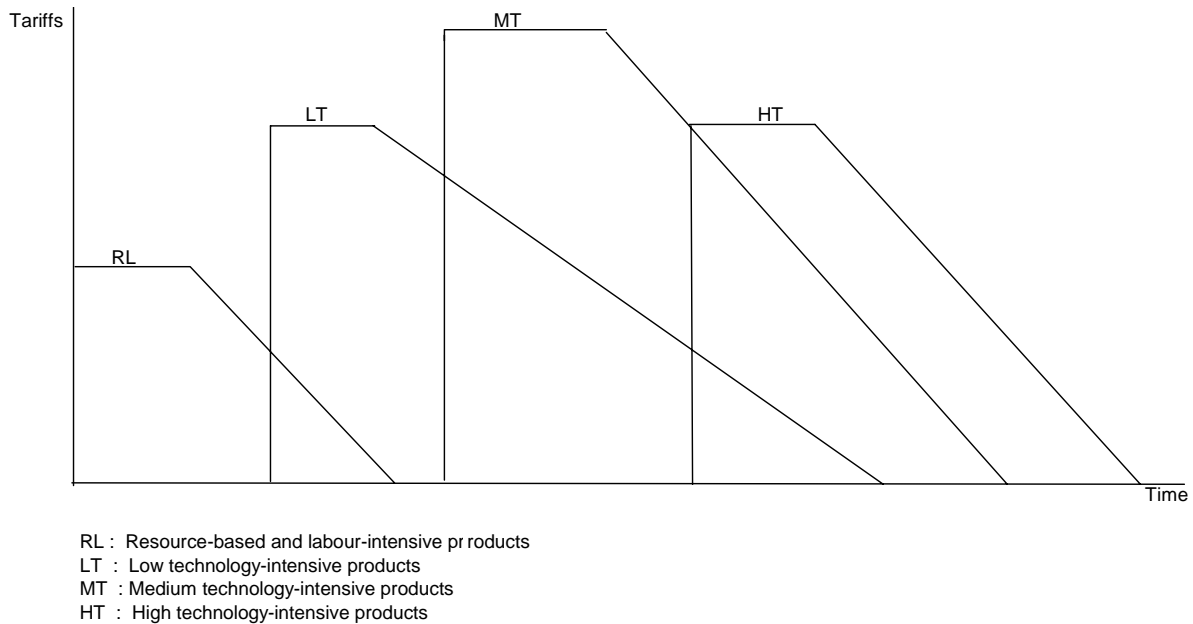 Tariffs
MT
LT
HT
RL
Time
RL : Resource-based and labour-intensive pr roducts
LT : Low technology-intensive products
MT : Medium technology-intensive products
HT : High technology-intensive products